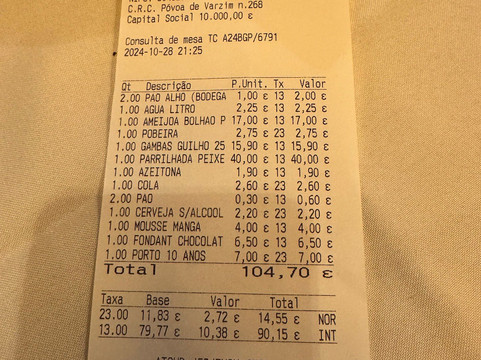 C.R.C. Póvoa de Varzim n.268
Capital Social 10.000,00 €
Consulta de mesa TC A24BGP/6791
2024-10-28 21:25
Qt Descrição P.Unit. Tx Valor
2.00 PAO ALHO (BODEGA 1,00 € 13 2,00 €
1.00 AGUA LITRO 2,25 € 13 2,25 €
1.00 AMEIJOA BOLHAO P 17,00 € 13 17,00 €
1.00 POBEIRA 2,75 € 23 2,75 €
1.00 GAMBAS GUILHO 25 15,90 € 13 15,90 €
1.00 PARRILHADA PEIXE 40,00 € 13 40,00 €
1.00 AZEITONA 1,90 € 13 1,90 €
1.00 COLA 2,60 € 23 2,60 €
2.00 PAO 0,30 € 13 0,60 €
1.00 CERVEJA S/ALCOOL 2,20 € 23 2,20 €
1.00 MOUSSE MANGA 4,00 € 13 4,00 €
1.00 FONDANT CHOCOLAT 6,50 € 13 6,50 €
1.00 PORTO 10 ANOS 7,00 € 23 7,00 €
Total 104,70 €
Taxa Base Valor Total
23.00 11,83 € 2,72 € 14,55 € NOR
13.00 79,77 € 10,38 € 90,15 € INT